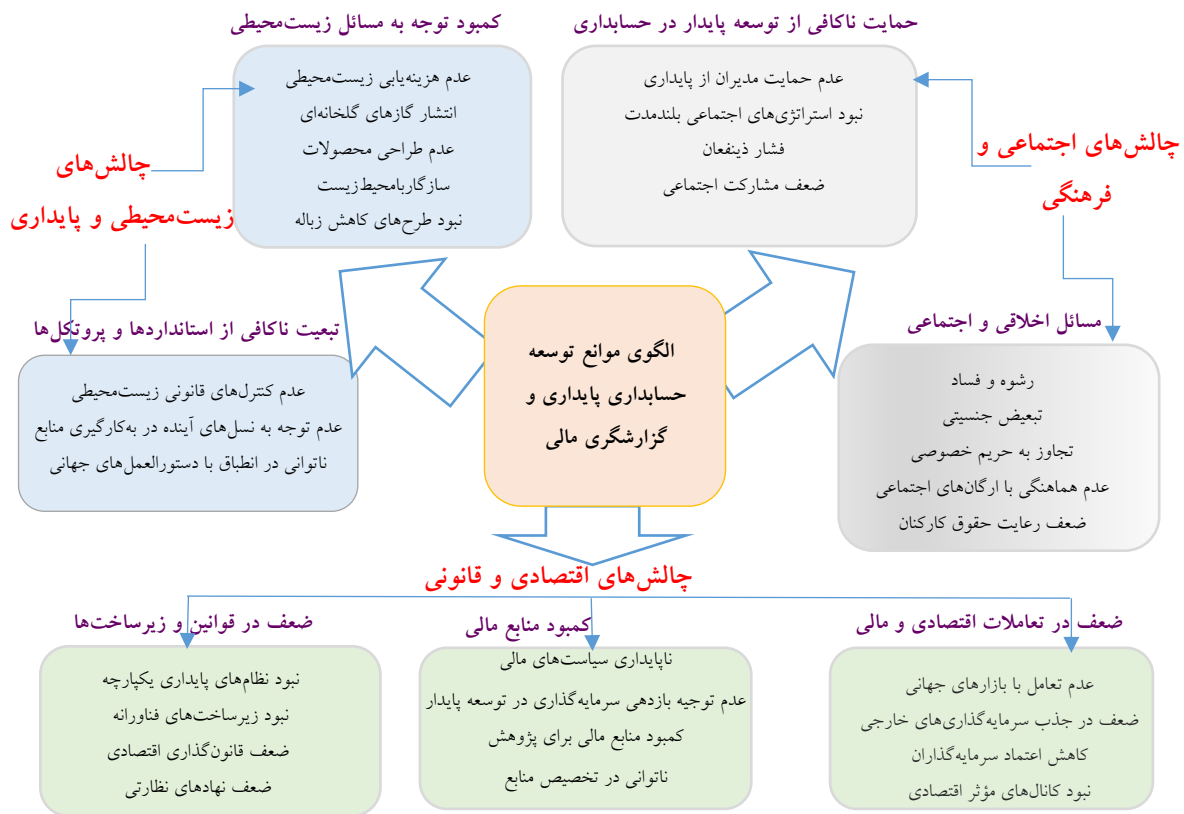 حمایت ناکافی از توسعه پایدار در حسابداری
عدم حمایت مدیران از پایداری
نبود استراتژی‌های اجتماعی بلندمدت
فشار ذینفعان
ضعف مشارکت اجتماعی
کمبود توجه به مسائل زیست‌محیطی
عدم هزینه‌یابی زیست‌محیطی
انتشار گازهای گلخانه‌ای
عدم طراحی محصولات
سازگاربامحیط‌زیست
نبود طرح‌های کاهش زباله
چالش‌های اجتماعی و
فرهنگی
چالش‌های
زیست‌محیطی و پایداری
مسائل اخلاقی و اجتماعی
رشوه و فساد
تبعیض جنسیتی
تجاوز به حریم خصوصی
عدم هماهنگی با ارگان‌های اجتماعی
ضعف رعایت حقوق کارکنان
الگوی موانع توسعه
حسابداری پایداری و
گزارشگری مالی
تبعیت ناکافی از استانداردها و پروتکل‌ها
عدم کنترل‌های قانونی زیست‌محیطی
عدم توجه به نسل‌های آینده در به‌کارگیری منابع
ناتوانی در انطباق با دستورالعمل‌های جهانی
چالش‌های اقتصادی و قانونی
ضعف در تعاملات اقتصادی و مالی
عدم تعامل با بازارهای جهانی
ضعف در جذب سرمایه‌گذاری‌های خارجی
کاهش اعتماد سرمایه‌گذاران
نبود کانال‌های مؤثر اقتصادی
کمبود منابع مالی
ناپایداری سیاست‌های مالی
عدم توجیه بازدهی سرمایه‌گذاری در توسعه پایدار
کمبود منابع مالی برای پژوهش
ناتوانی در تخصیص منابع
ضعف در قوانین و زیرساخت‌ها
نبود نظام‌های پایداری یکپارچه
نبود زیرساخت‌های فناورانه
ضعف قانون‌گذاری اقتصادی
ضعف نهادهای نظارتی